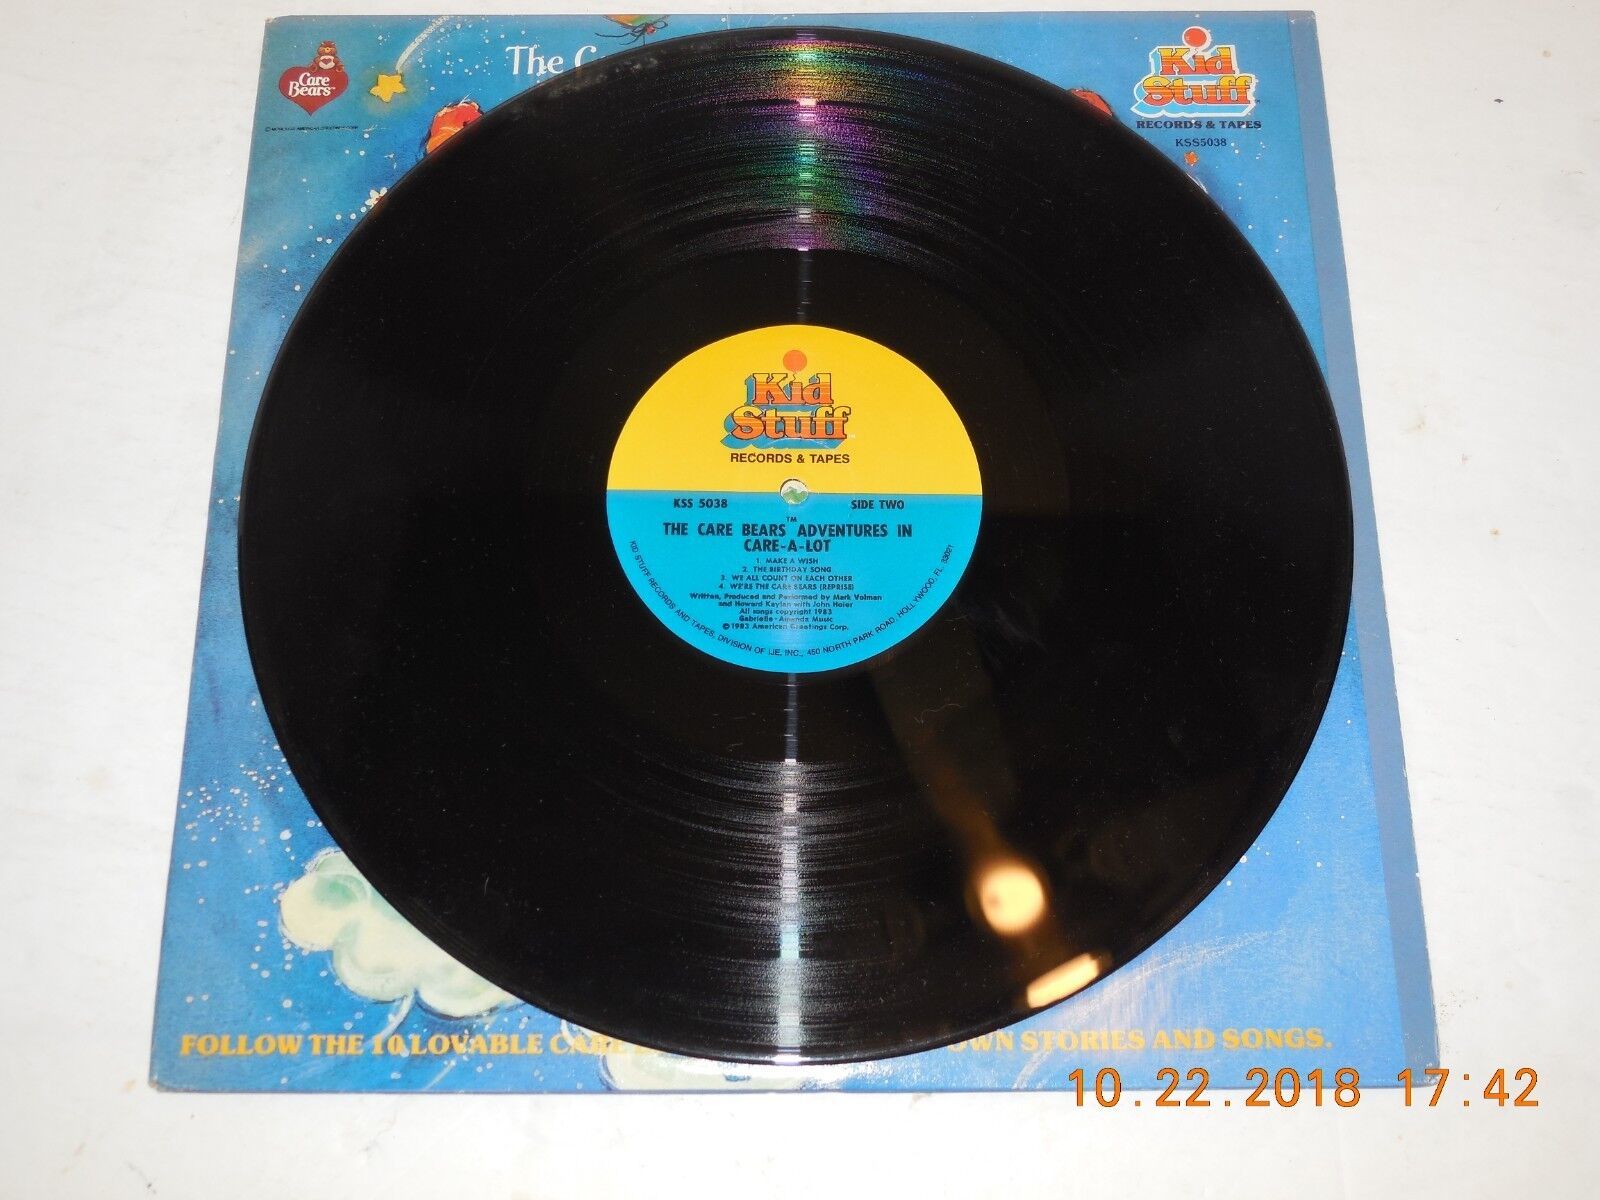 Care
Bears™
The
Kid
Stuff™
RECORDS & TAPES
KSS5038
Kid
Stuff™
RECORDS & TAPES
KSS 5038 SIDE TWO
THE CARE BEARS™ ADVENTURES IN
CARE-A-LOT
1. MAKE A WISH
2. THE BIRTHDAY SONG
3. WE ALL COUNT ON EACH OTHER
4. WE'RE THE CARE BEARS (REPRISE)
Written, Produced and Performed by Mark Volman
and Howard Kaylan with John Hoier
All songs copyright 1983
Gabrielle - Amanda Music
©1983 American Greetings Corp.
KID STUFF RECORDS AND TAPES, DIVISION OF IJE, INC., 450 NORTH PARK ROAD, HOLLYWOOD, FL 33021
FOLLOW THE 10 LOVABLE CARE OWN STORIES AND SONGS.
10.22.2018 17:42